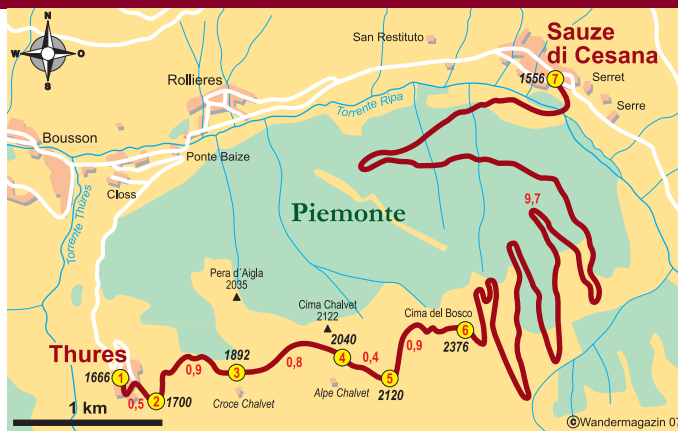 N
W
O
S
San Restituto
Sauze
di Cesana
1556
7
Serret
Serre
Rollieres
Torrente Ripa
Bousson
Ponte Baize
Closs
Torrente Thûres
Piemonte
9,7
Pera d´Aigla
2035
Cima Chalvet
2122
Cima del Bosco
6
2376
2040
4
1892
3
0,9
0,8
0,4
0,9
Thures
1666
1
0,5
2
1700
Croce Chalvet
Alpe Chalvet
5
2120
1 km
©Wandermagazin 07